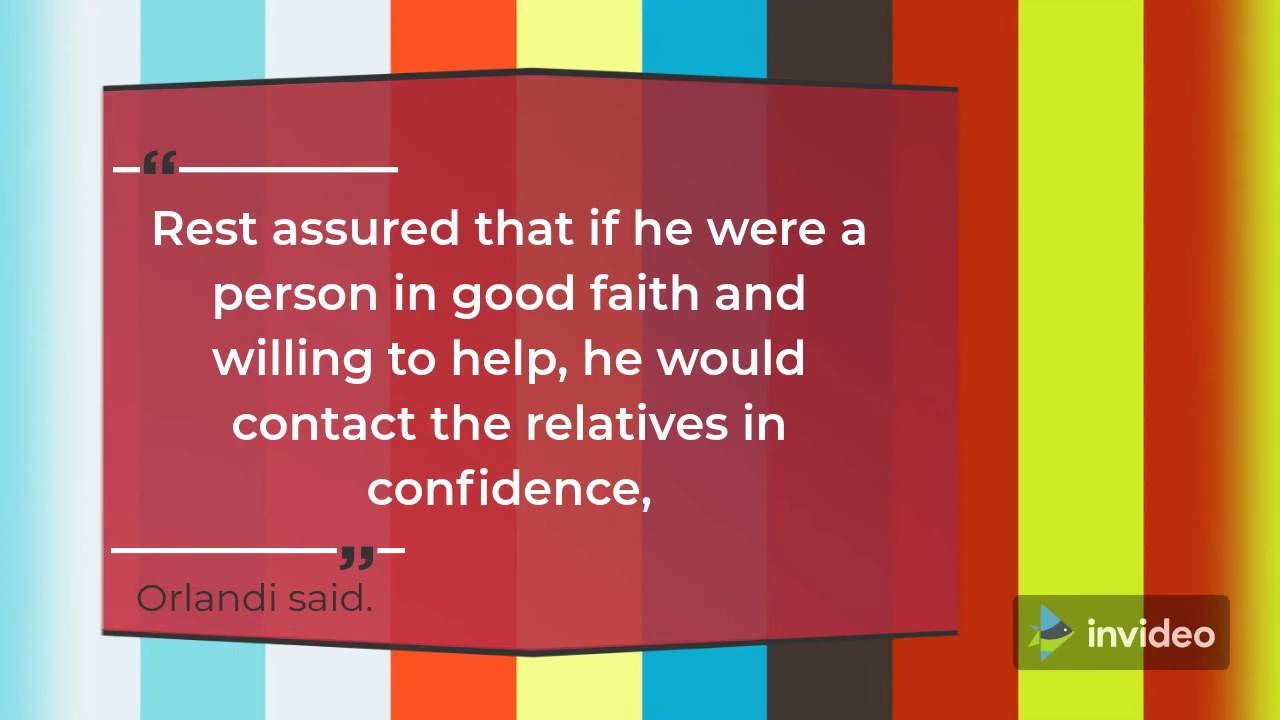 “
Rest assured that if he were a
person in good faith and
willing to help, he would
contact the relatives in
confidence,
”
Orlandi said.
invideo